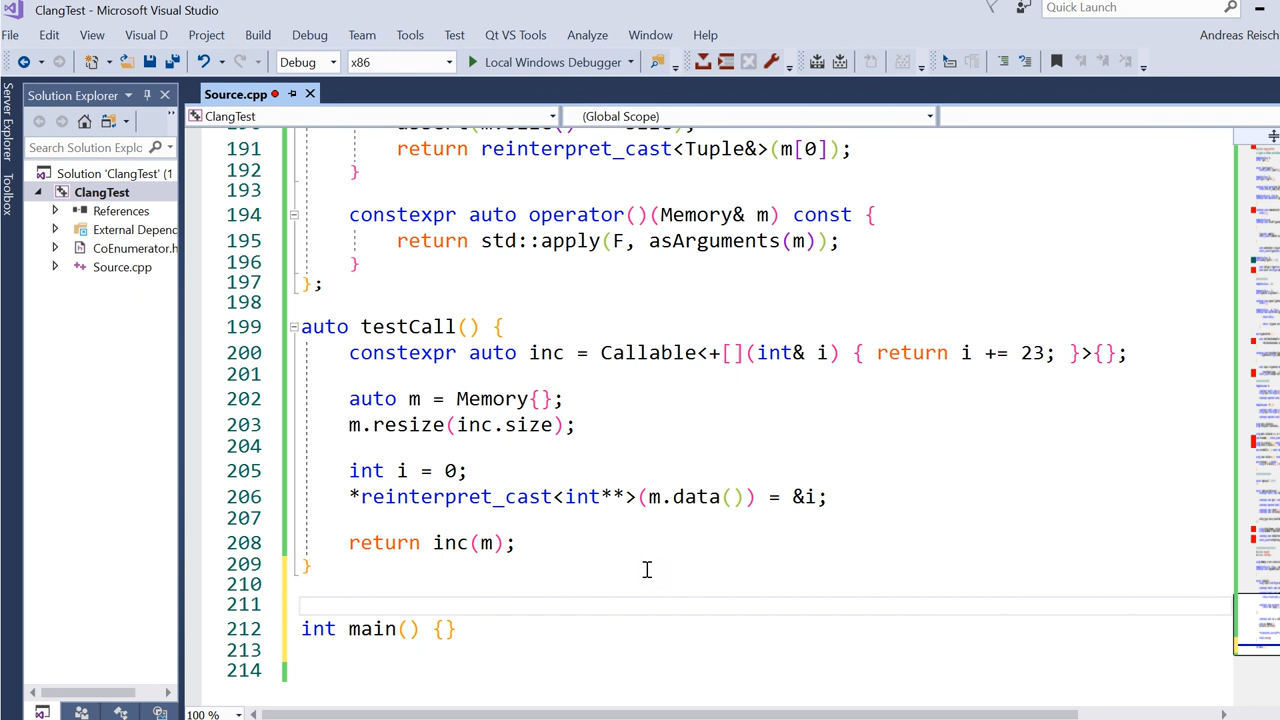 ClangTest - Microsoft Visual Studio
Quick Launch
File Edit View Visual D Project Build Debug Team Tools Test Qt VS Tools Analyze Window Help
Andreas Reisch
Debug x86 Local Windows Debugger
Server Explorer
Toolbox
Solution Explorer
Search Solution Explo
Solution 'ClangTest' (1
ClangTest
References
External Depend
CoEnumerator.h
Source.cpp
Source.cpp
ClangTest
(Global Scope)
191 return reinterpret_cast<Tuple&>(m[0]);
192 }
193
194 constexpr auto operator()(Memory& m) const {
195 return std::apply(F, asArguments(m));
196 }
197 };
198
199 auto testCall() {
200 constexpr auto inc = Callable<+[](int& i) { return i += 23; }>{};
201
202 auto m = Memory{};
203 m.resize(inc.size);
204
205 int i = 0;
206 *reinterpret_cast<int**>(m.data()) = &i;
207
208 return inc(m);
209 }
210
211
212 int main() {}
213
214
100 %